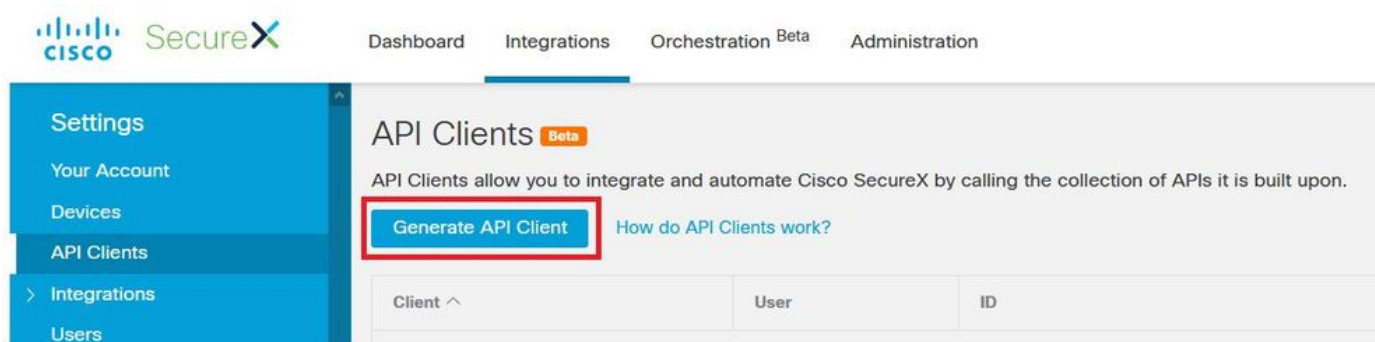 CISCO SecureX
Dashboard Integrations Orchestration Beta Administration
Settings
Your Account
Devices
API Clients
> Integrations
Users
API Clients Beta
API Clients allow you to integrate and automate Cisco SecureX by calling the collection of APIs it is built upon.
Generate API Client How do API Clients work?
Client User ID